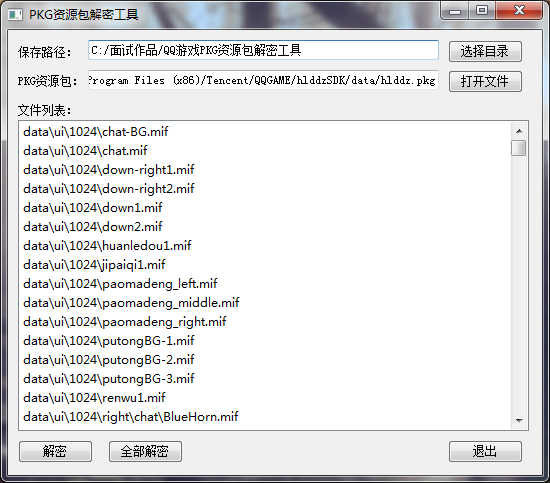 PKG资源包解密工具
保存路径： C:/面试作品/QQ游戏PKG资源包解密工具 选择目录
PKG资源包： Program Files (x86)/Tencent/QQGAME/hlddzSDK/data/hlddz.pkg 打开文件
文件列表：
data\ui\1024\chat-BG.mif
data\ui\1024\chat.mif
data\ui\1024\down-right1.mif
data\ui\1024\down-right2.mif
data\ui\1024\down1.mif
data\ui\1024\down2.mif
data\ui\1024\huanledou1.mif
data\ui\1024\jipaiqi1.mif
data\ui\1024\paomadeng_left.mif
data\ui\1024\paomadeng_middle.mif
data\ui\1024\paomadeng_right.mif
data\ui\1024\putongBG-1.mif
data\ui\1024\putongBG-2.mif
data\ui\1024\putongBG-3.mif
data\ui\1024\renwu1.mif
data\ui\1024\right\chat\BlueHorn.mif
解密 全部解密 退出